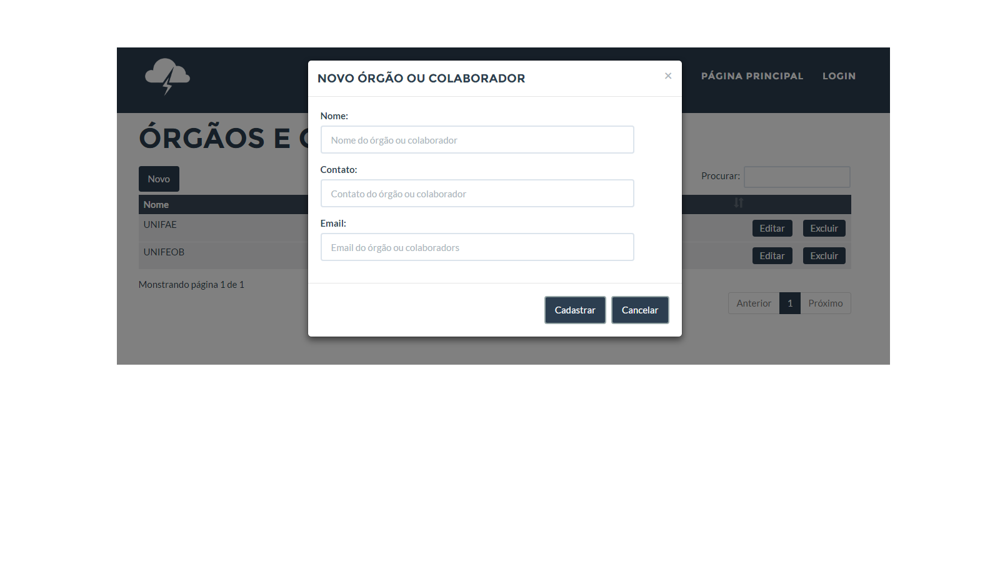 NOVO ÓRGÃO OU COLABORADOR
×
PÁGINA PRINCIPAL
LOGIN
ÓRGÃOS E
Nome:
Nome do órgão ou colaborador
Contato:
Contato do órgão ou colaborador
Email:
Email do órgão ou colaboradors
Cadastrar
Cancelar
Novo
Procurar:
Nome
UNIFAE
Editar Excluir
UNIFEOB
Editar Excluir
Monstrando página 1 de 1
Anterior 1 Próximo